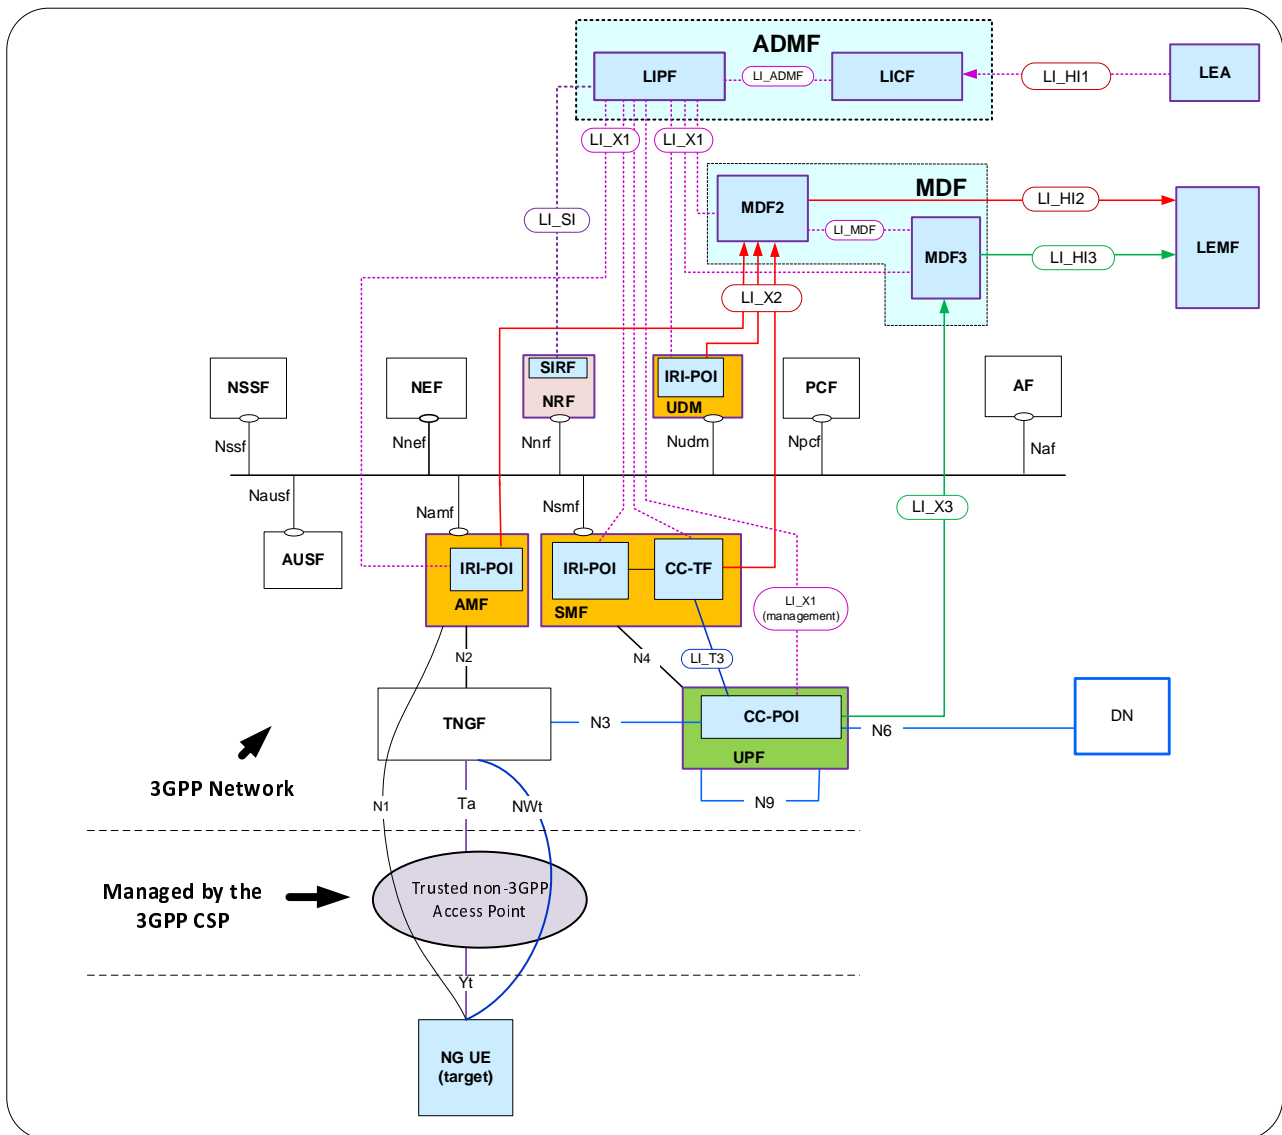 ADMF
LIPF
LI_ADMF
LICF
LI_HI1
LEA
LI_X1
LI_X1
MDF
MDF2
LI_HI2
LI_SI
LI_MDF
MDF3
LI_HI3
LEMF
LI_X2
NSSF
NEF
SIRF
NRF
IRI-POI
UDM
PCF
AF
Nssf
Nnef
Nnrf
Nudm
Npcf
Naf
Nausf
Namf
Nsmf
LI_X3
AUSF
IRI-POI
AMF
IRI-POI
CC-TF
SMF
LI_X1
(management)
N2
N4
LI_T3
TNGF
N3
CC-POI
UPF
N6
DN
3GPP Network
N1
Ta
NWt
N9
Managed by the
3GPP CSP
Trusted non-3GPP
Access Point
Yt
NG UE
(target)